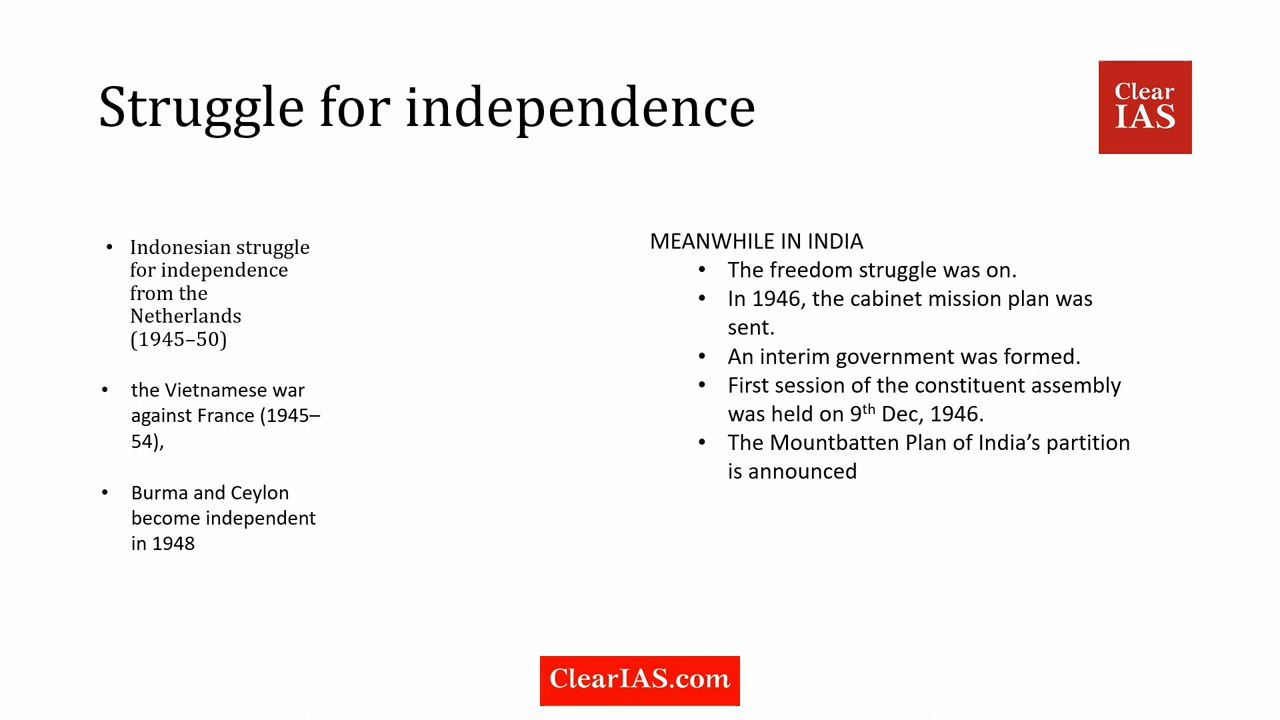 Struggle for independence
Clear
IAS
• Indonesian struggle
for independence
from the
Netherlands
(1945–50)
• the Vietnamese war
against France (1945–
54),
• Burma and Ceylon
become independent
in 1948
MEANWHILE IN INDIA
• The freedom struggle was on.
• In 1946, the cabinet mission plan was
sent.
• An interim government was formed.
• First session of the constituent assembly
was held on 9th Dec, 1946.
• The Mountbatten Plan of India’s partition
is announced
ClearIAS.com